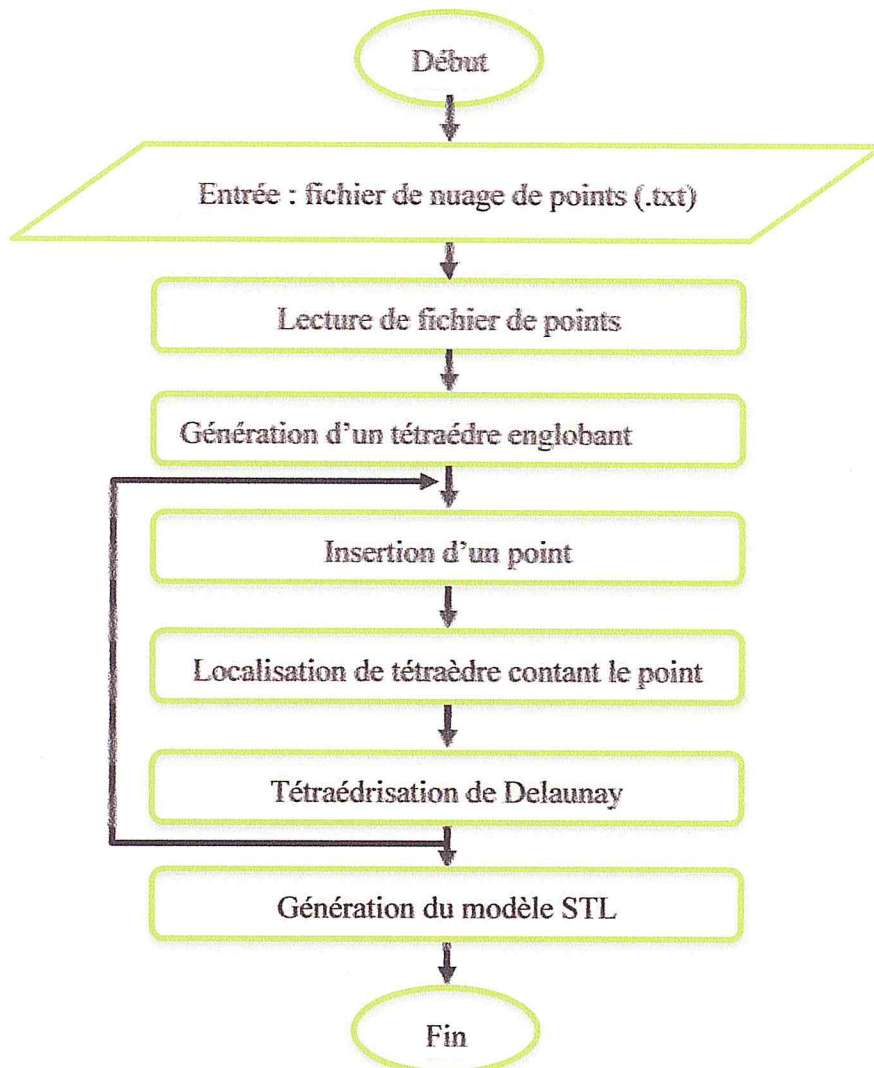 Début
Entrée : fichier de nuage de points (.txt)
Lecture de fichier de points
Génération d'un tétraédre englobant
Insertion d'un point
Localisation de tétraèdre contant le point
Tétraédrisation de Delaunay
Génération du modèle STL
Fin